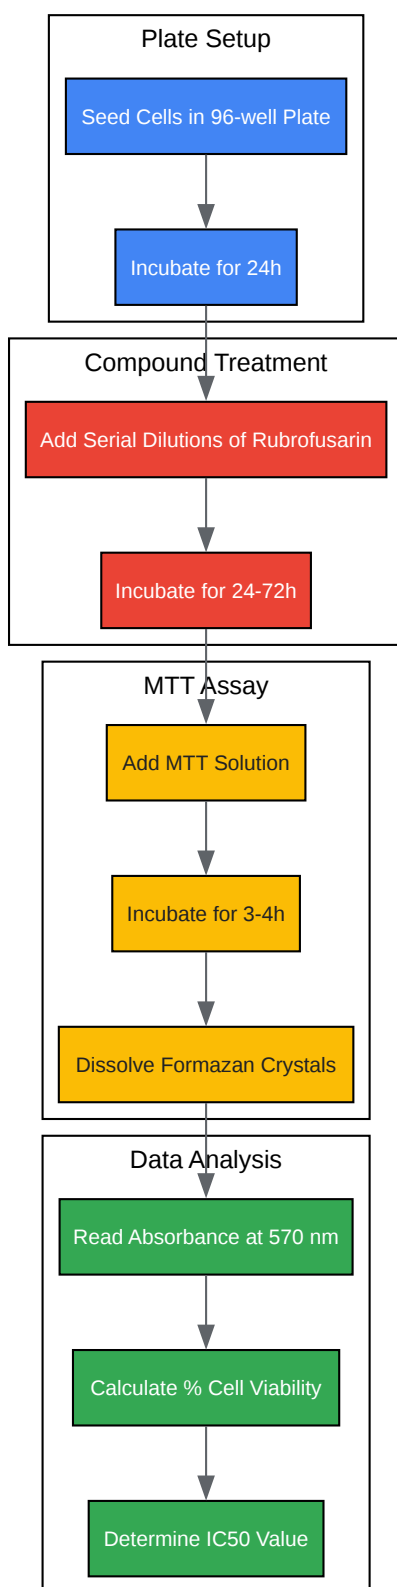 Plate Setup
Seed Cells in 96-well Plate
Incubate for 24h
Compound Treatment
Add Serial Dilutions of Rubrofusarin
Incubate for 24-72h
MTT Assay
Add MTT Solution
Incubate for 3-4h
Dissolve Formazan Crystals
Data Analysis
Read Absorbance at 570 nm
Calculate % Cell Viability
Determine IC50 Value